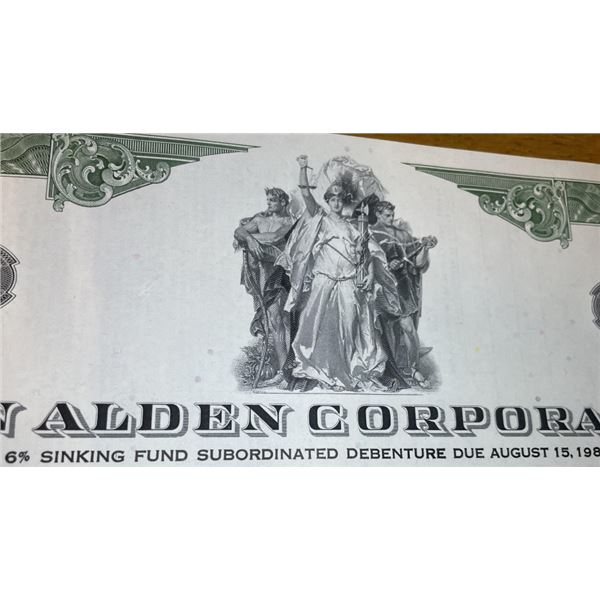 ALDEN CORPORA
6% SINKING FUND SUBORDINATED DEBENTURE DUE AUGUST 15, 198